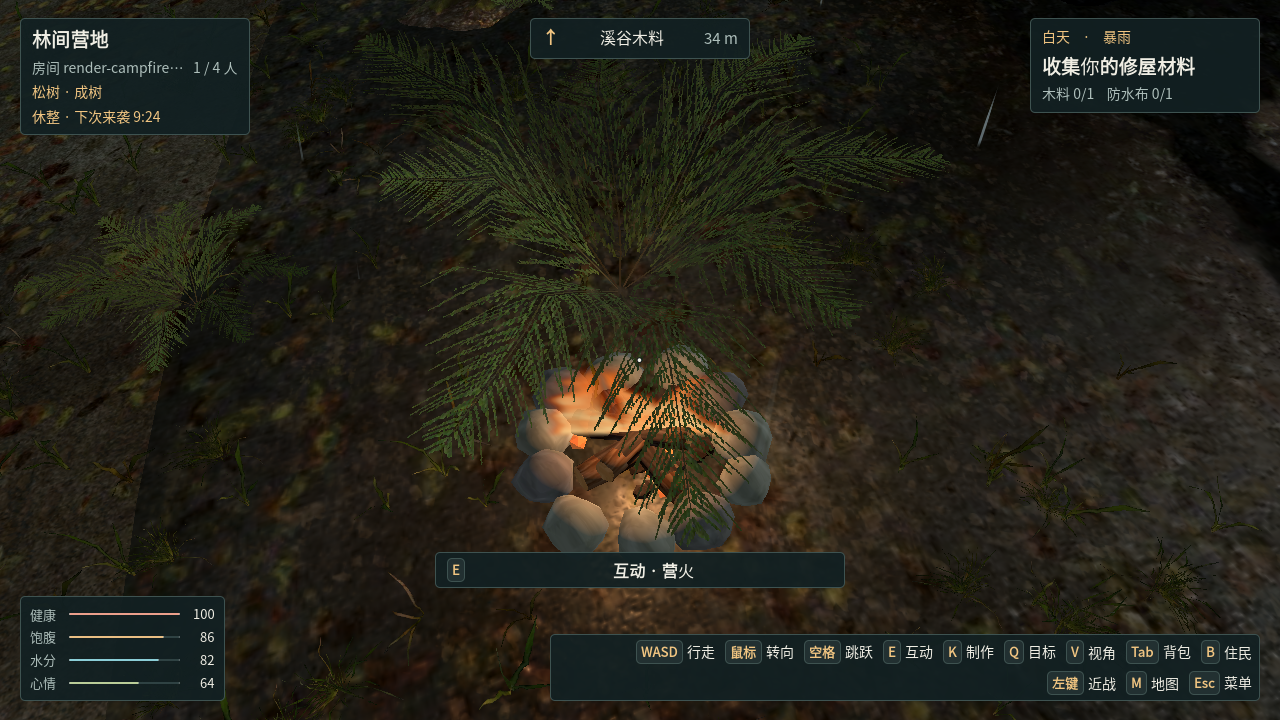 林间营地
房间 render-campfire… 1 / 4 人
松树 · 成树
休整 · 下次来袭 9:24
↑ 溪谷木料 34 m
白天 · 暴雨
收集你的修屋材料
木料 0/1 防水布 0/1
E 互动 · 营火
健康 100
饱腹 86
水分 82
心情 64
WASD 行走 鼠标 转向 空格 跳跃 E 互动 K 制作 Q 目标 V 视角 Tab 背包 B 住民
左键 近战 M 地图 Esc 菜单